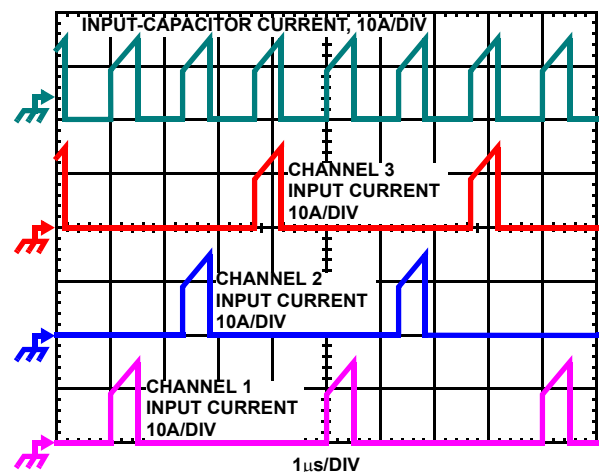 INPUT-CAPACITOR CURRENT, 10A/DIV
CHANNEL 3
INPUT CURRENT
10A/DIV
CHANNEL 2
INPUT CURRENT
10A/DIV
CHANNEL 1
INPUT CURRENT
10A/DIV
1μs/DIV